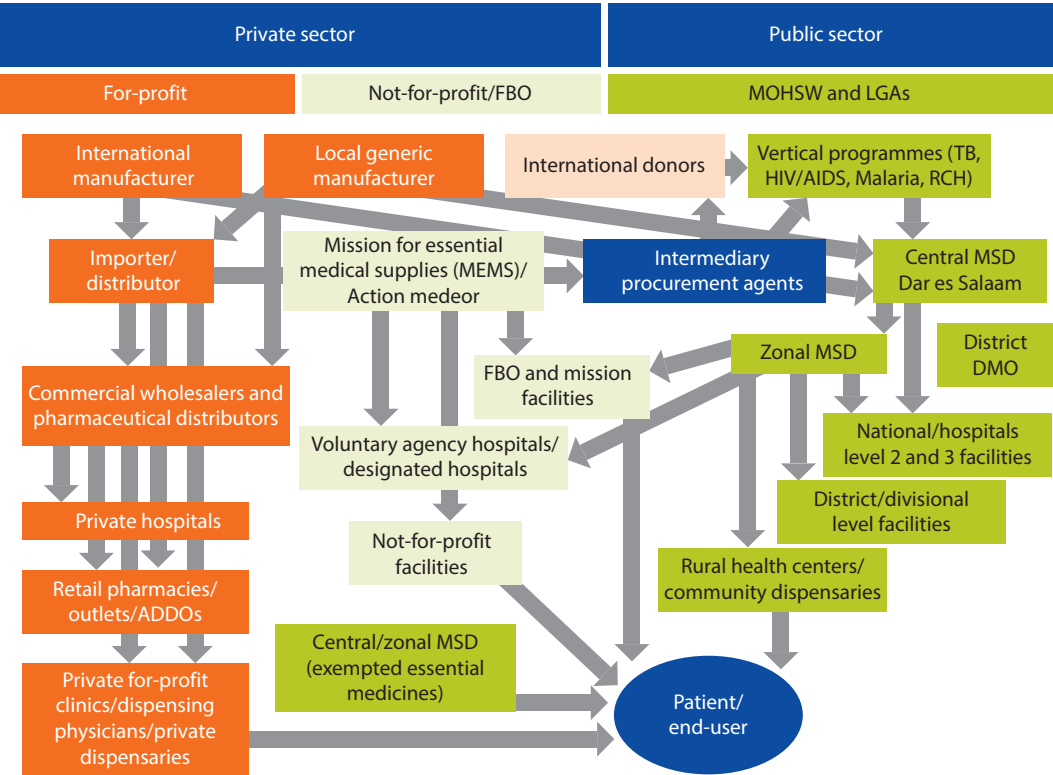 Private sector
Public sector
For-profit
Not-for-profit/FBO
MOHSW and LGAs
International
manufacturer
Local generic
manufacturer
International donors
Vertical programmes (TB,
HIV/AIDS, Malaria, RCH)
Importer/
distributor
Mission for essential
medical supplies (MEMS)/
Action medeor
Intermediary
procurement agents
Central MSD
Dar es Salaam
Zonal MSD
District
DMO
Commercial wholesalers and
pharmaceutical distributors
FBO and mission
facilities
Voluntary agency hospitals/
designated hospitals
National/hospitals
level 2 and 3 facilities
Private hospitals
District/divisional
level facilities
Not-for-profit
facilities
Retail pharmacies/
outlets/ADDOs
Rural health centers/
community dispensaries
Central/zonal MSD
(exempted essential
medicines)
Private for-profit
clinics/dispensing
physicians/private
dispensaries
Patient/
end-user